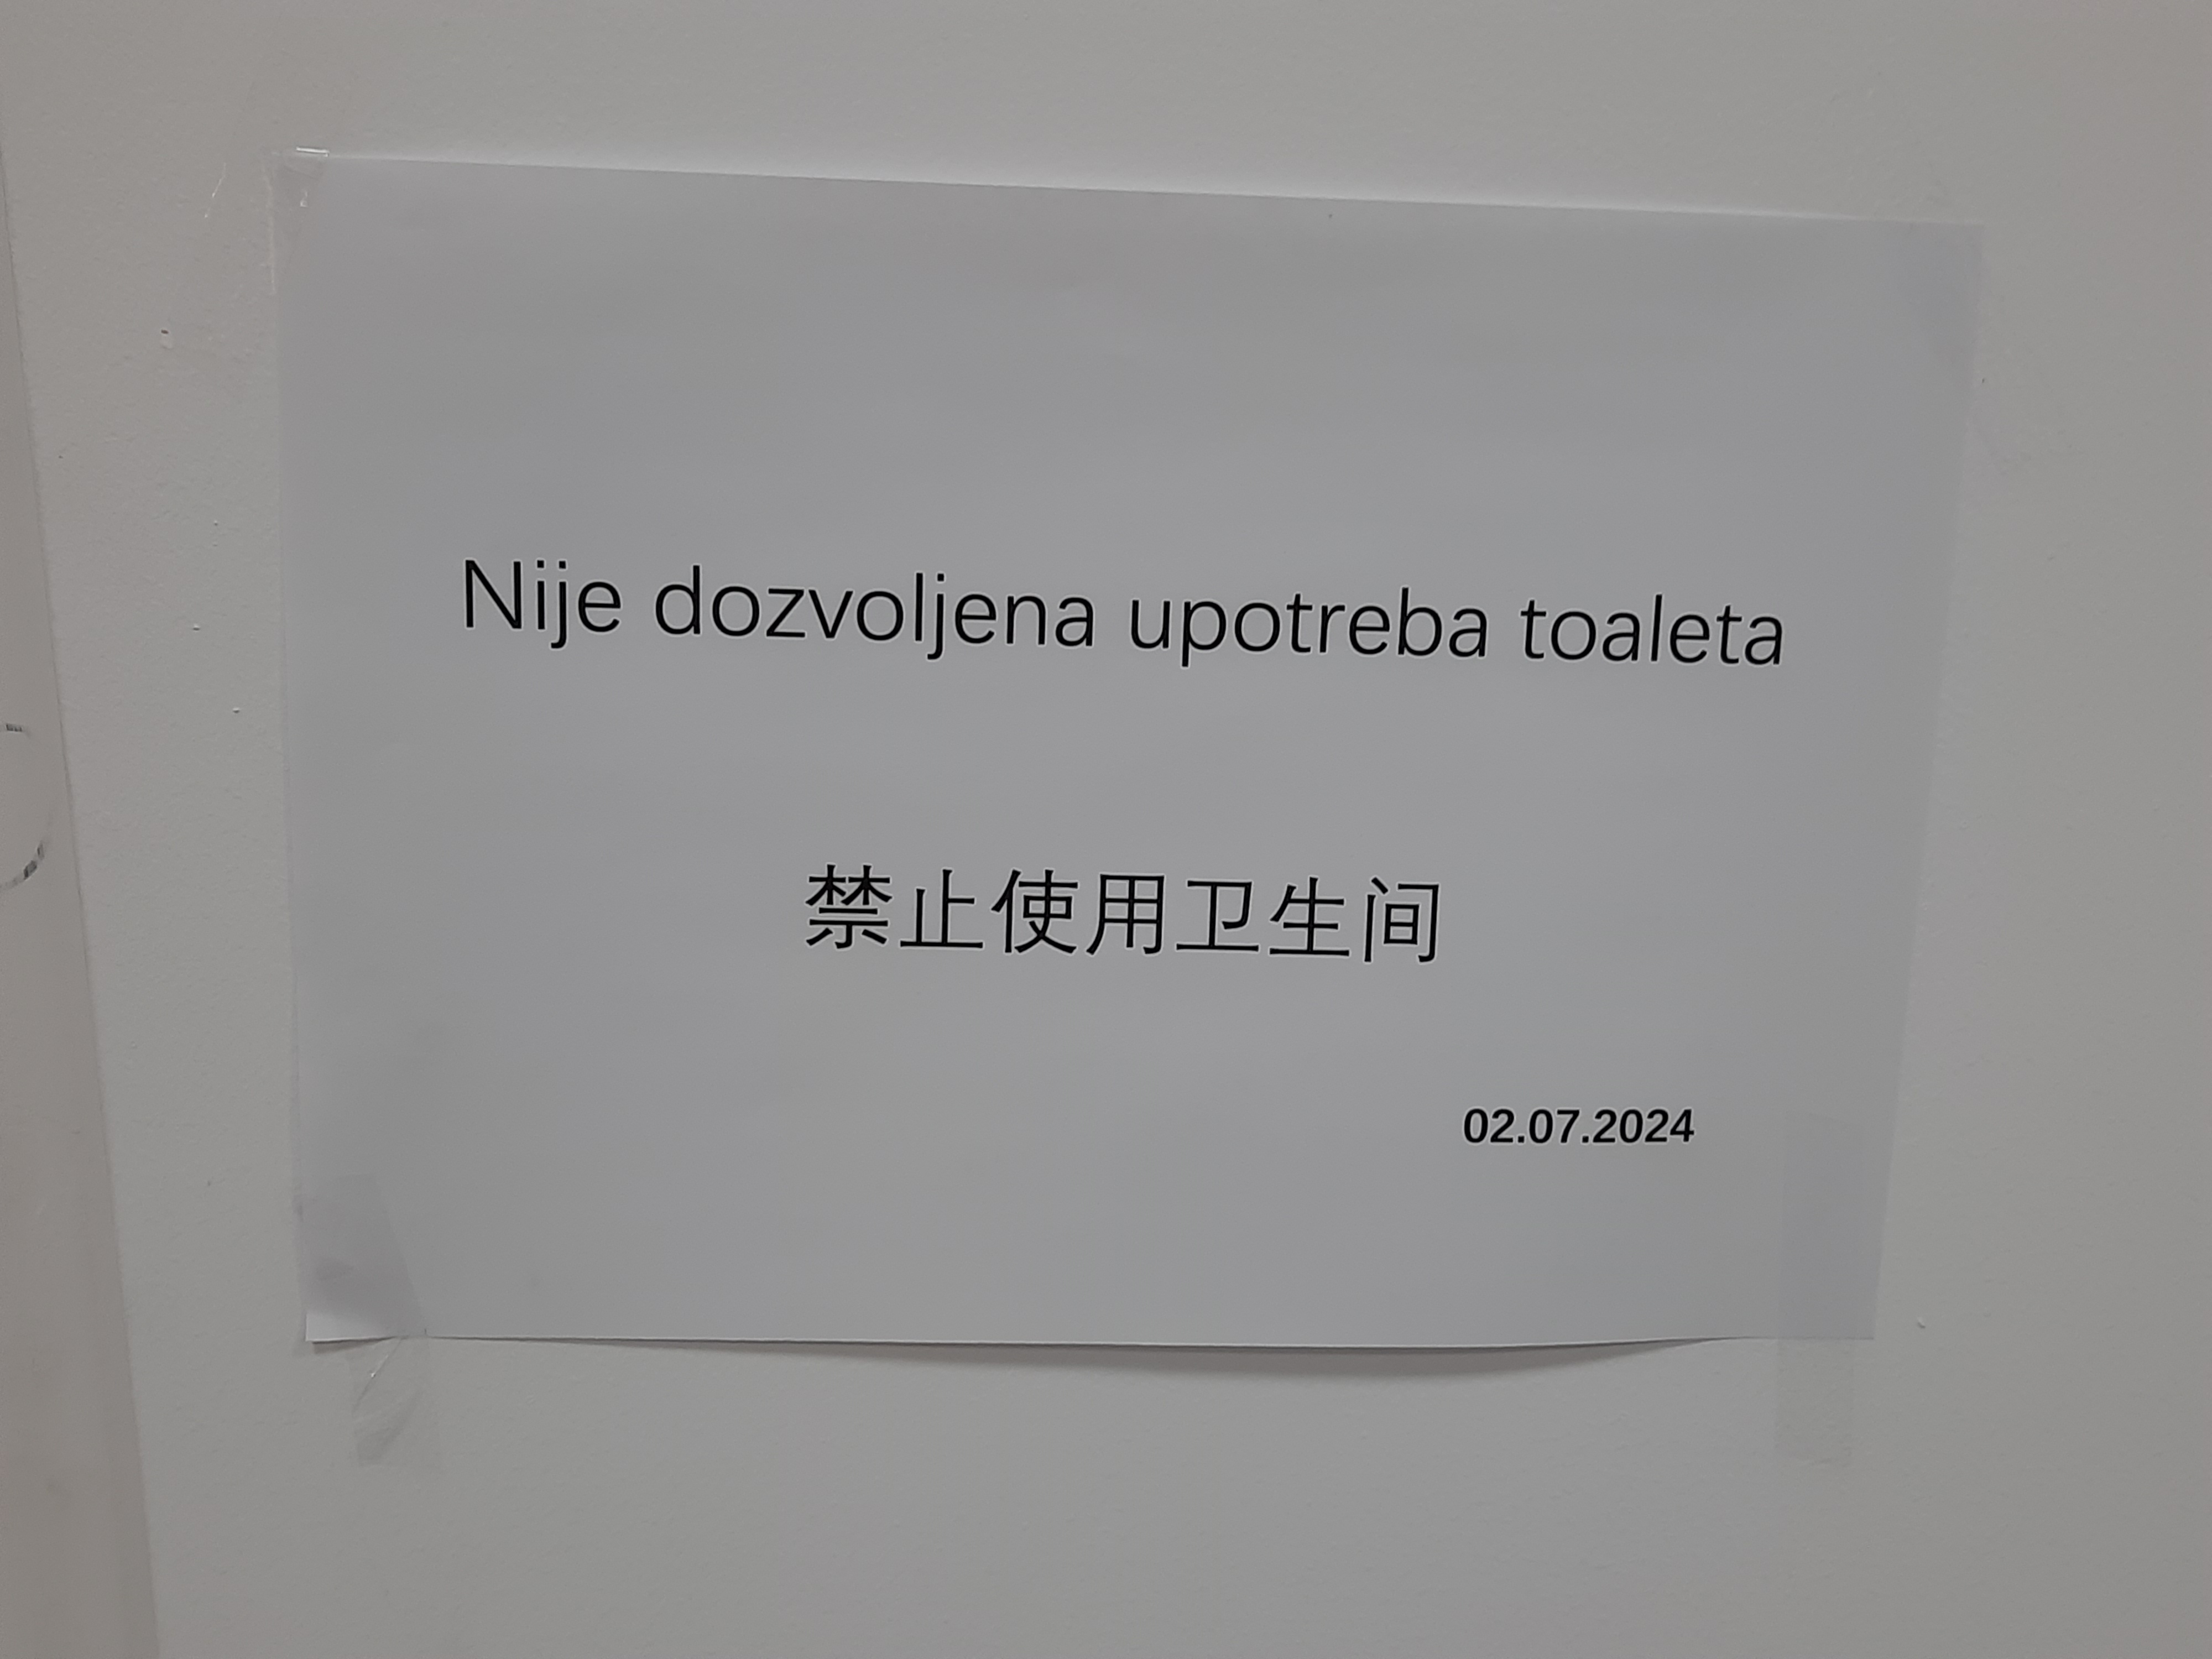 Nije dozvoljena upotreba toaleta
禁止使用卫生间
02.07.2024